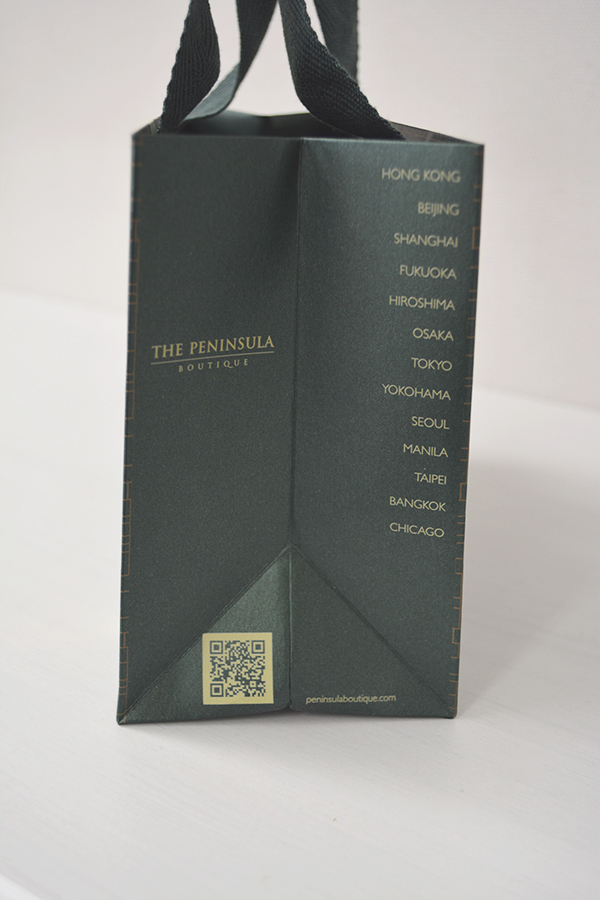 THE PENINSULA
BOUTIQUE
HONG KONG
BEIJING
SHANGHAI
FUKUOKA
HIROSHIMA
OSAKA
TOKYO
YOKOHAMA
SEOUL
MANILA
TAIPEI
BANGKOK
CHICAGO
peninsulaboutique.com